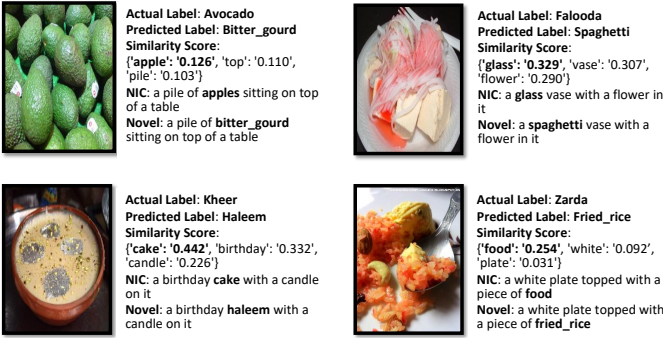 Actual Label: Avocado
Predicted Label: Bitter_gourd
Similarity Score:
{'apple': '0.126', 'top': '0.110',
'pile': '0.103'}
NIC: a pile of apples sitting on top
of a table
Novel: a pile of bitter_gourd
sitting on top of a table
Actual Label: Falooda
Predicted Label: Spaghetti
Similarity Score:
{'glass': '0.329', 'vase': '0.307',
'flower': '0.290'}
NIC: a glass vase with a flower in
it
Novel: a spaghetti vase with a
flower in it
Actual Label: Kheer
Predicted Label: Haleem
Similarity Score:
{'cake': '0.442', 'birthday': '0.332',
'candle': '0.226'}
NIC: a birthday cake with a candle
on it
Novel: a birthday haleem with a
candle on it
Actual Label: Zarda
Predicted Label: Fried_rice
Similarity Score:
{'food': '0.254', 'white': '0.092’,
'plate': '0.031'}
NIC: a white plate topped with a
piece of food
Novel: a white plate topped with
a piece of fried_rice